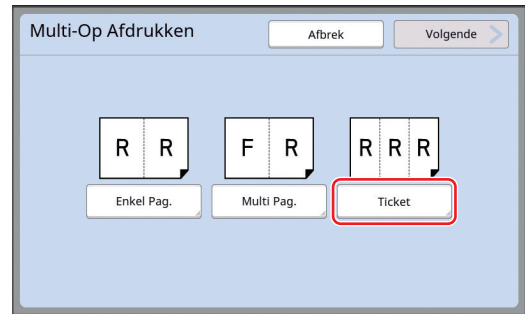 Multi-Op Afdrukken Afbrek Volgende
R R F R R R R
Enkel Pag. Multi Pag. Ticket